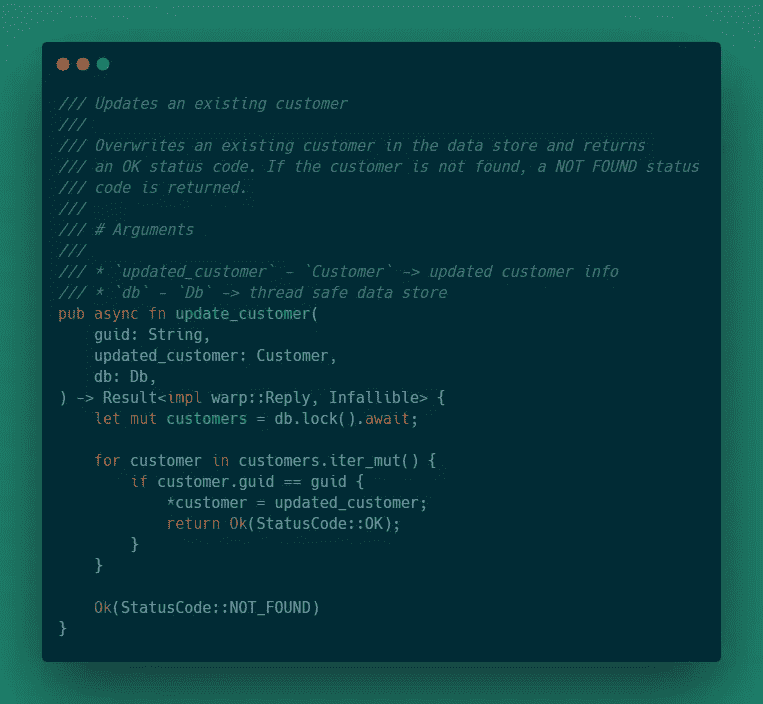 /// Updates an existing customer
///
/// Overwrites an existing customer in the data store and returns
/// an OK status code. If the customer is not found, a NOT FOUND status
/// code is returned.
///
/// # Arguments
///
/// * `updated_customer` - `Customer` -> updated customer info
/// * `db` - `Db` -> thread safe data store
pub async fn update_customer(
    guid: String,
    updated_customer: Customer,
    db: Db,
) -> Result<impl warp::Reply, Infallible> {
    let mut customers = db.lock().await;

    for customer in customers.iter_mut() {
        if customer.guid == guid {
            *customer = updated_customer;
            return Ok(StatusCode::OK);
        }
    }

    Ok(StatusCode::NOT_FOUND)
}